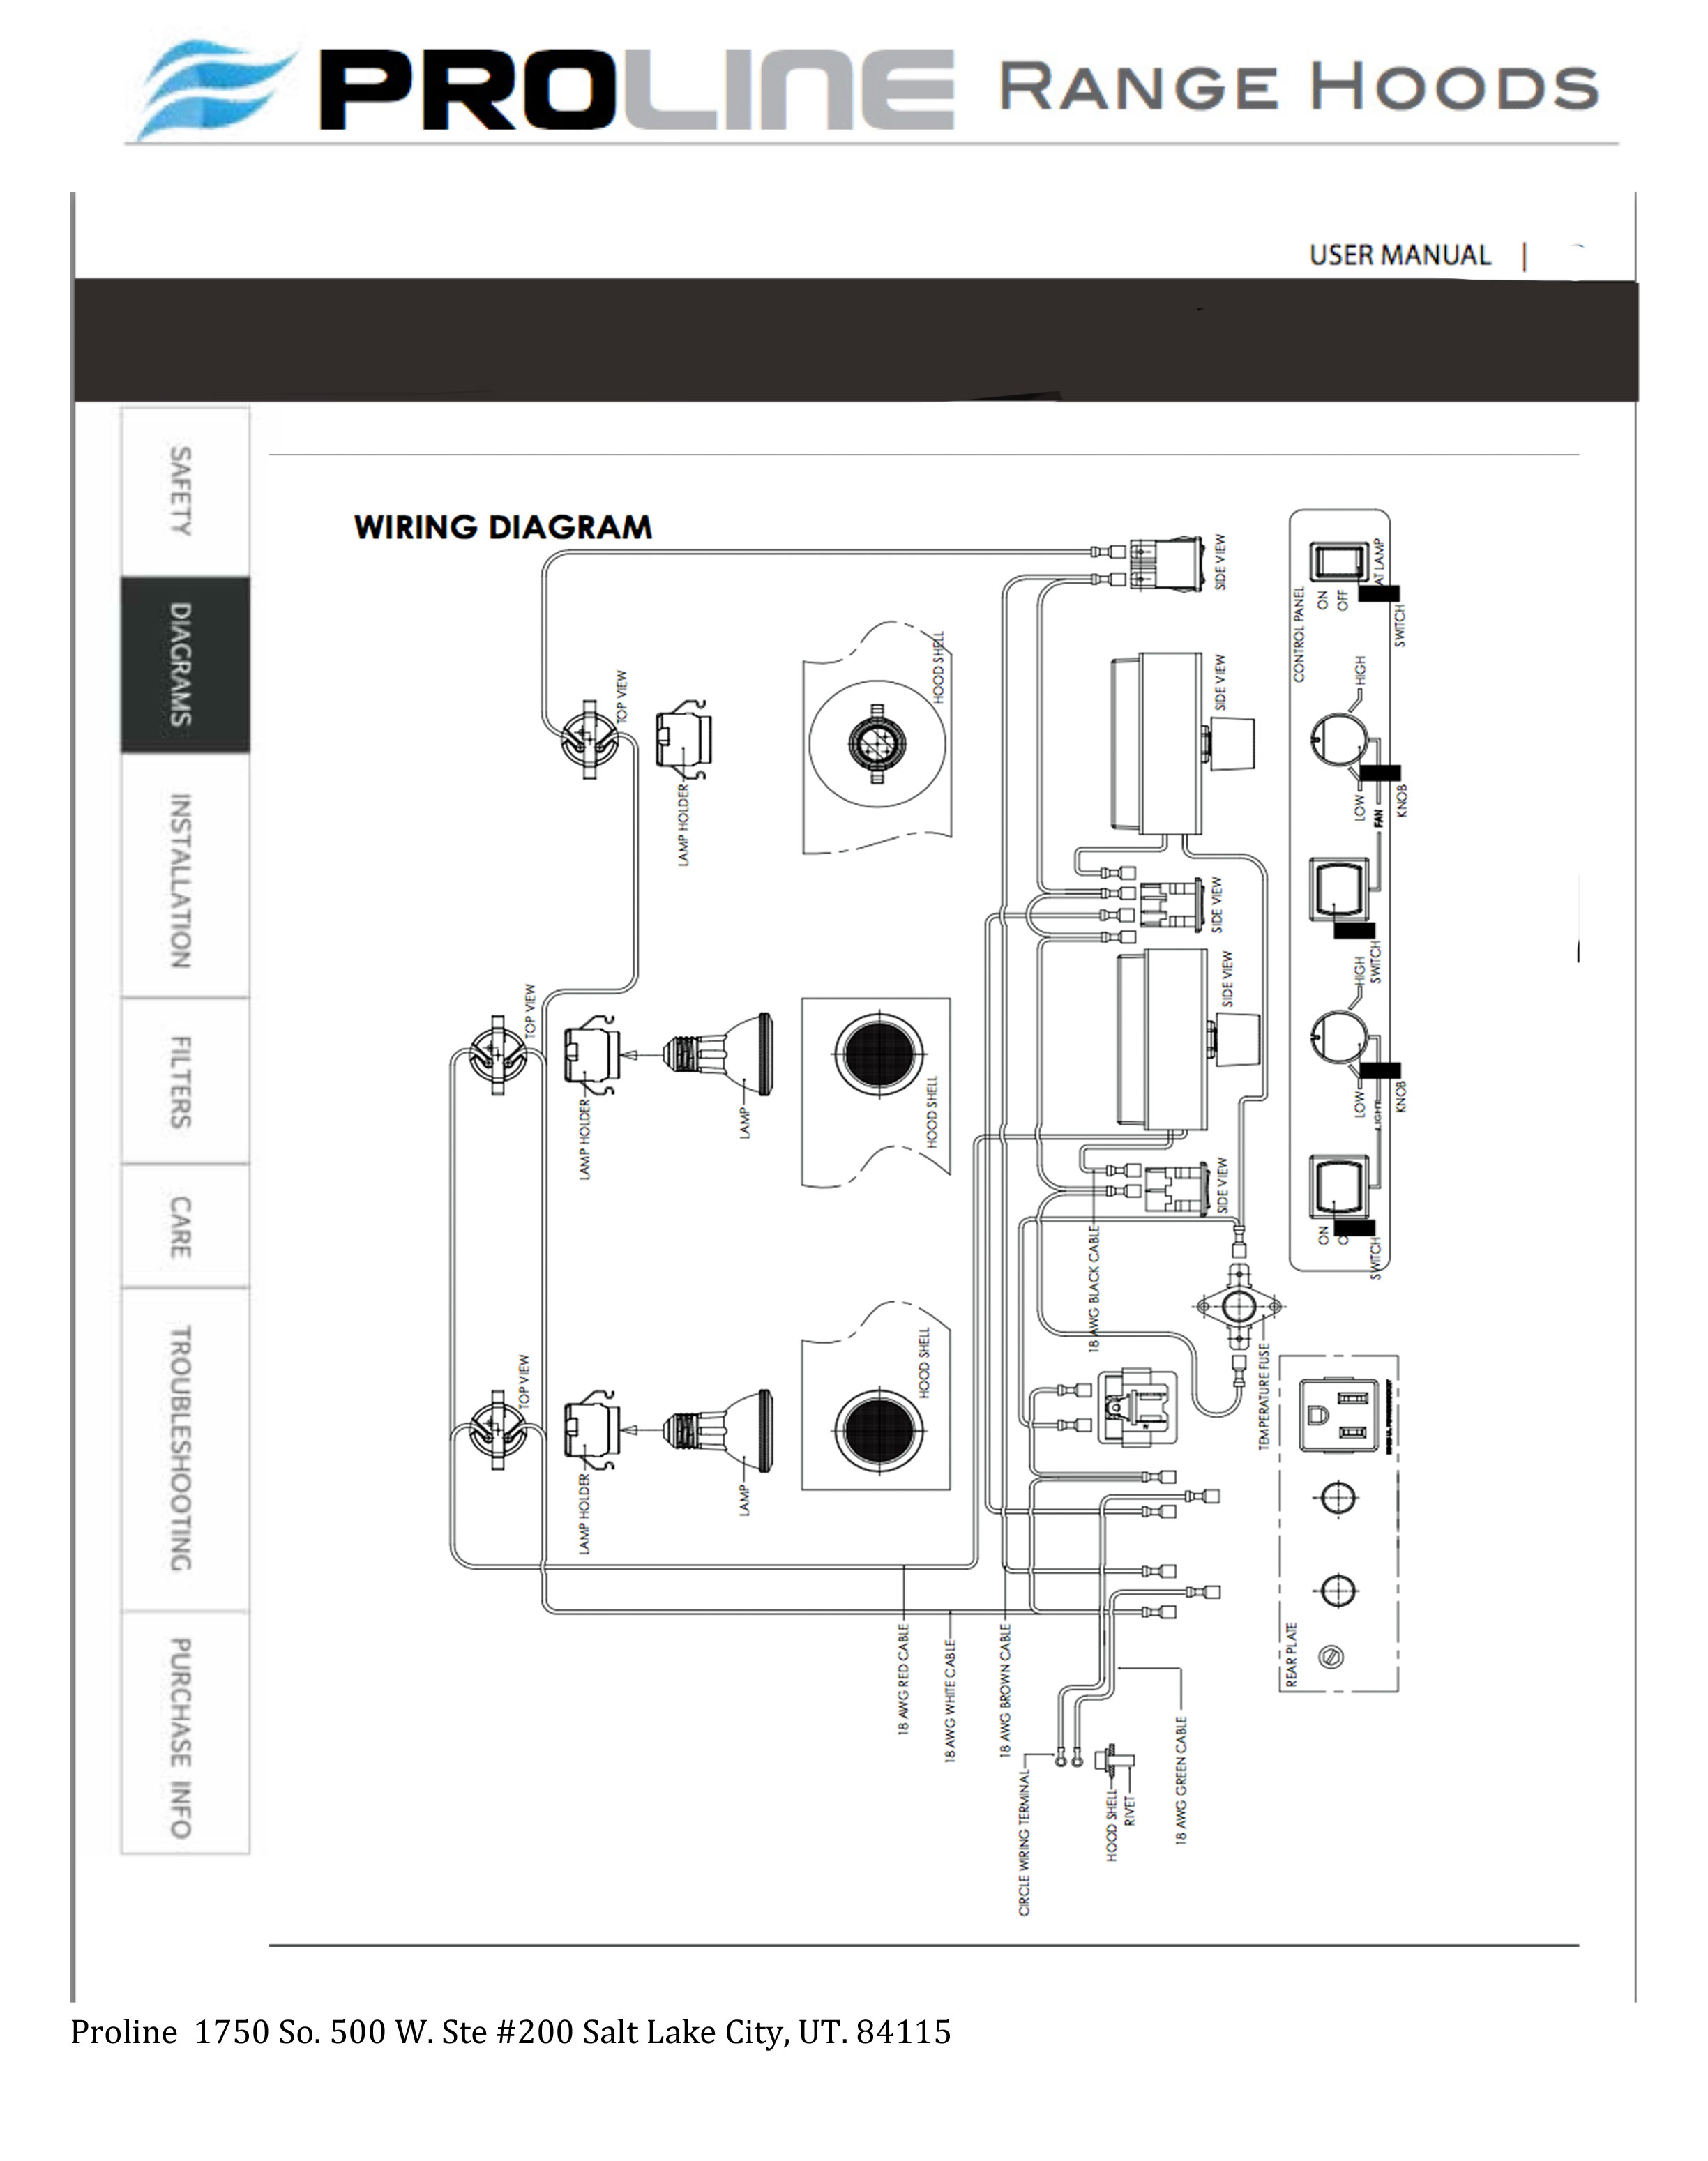 PROLINE RANGE HOODS
USER MANUAL |
SAFETY
DIAGRAMS
INSTALLATION
FILTERS
CARE
TROUBLESHOOTING
PURCHASE INFO
WIRING DIAGRAM
TOP VIEW
LAMP HOLDER
HOOD SHELL
TOP VIEW
LAMP HOLDER
LAMP
HOOD SHELL
TOP VIEW
LAMP HOLDER
LAMP
HOOD SHELL
SIDE VIEW
SIDE VIEW
SIDE VIEW
SIDE VIEW
SIDE VIEW
18 AWG BLACK CABLE
TEMPERATURE FUSE
18 AWG RED CABLE
18 AWG WHITE CABLE
18 AWG BROWN CABLE
CIRCLE WIRING TERMINAL
HOOD SHELL
RIVET
18 AWG GREEN CABLE
CONTROL PANEL
ON
OFF
AT LAMP
SWITCH
HIGH
LOW
FAN
KNOB
SWITCH
HIGH
LOW
LIGHT
KNOB
ON
O
SWITCH
REAR PLATE
Proline 1750 So. 500 W. Ste #200 Salt Lake City, UT. 84115